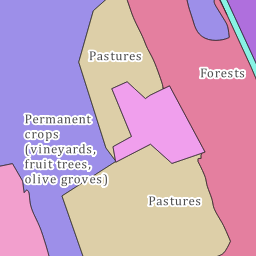 Pastures
Forests
Permanent
crops
(vineyards,
fruit trees,
olive groves)
Pastures